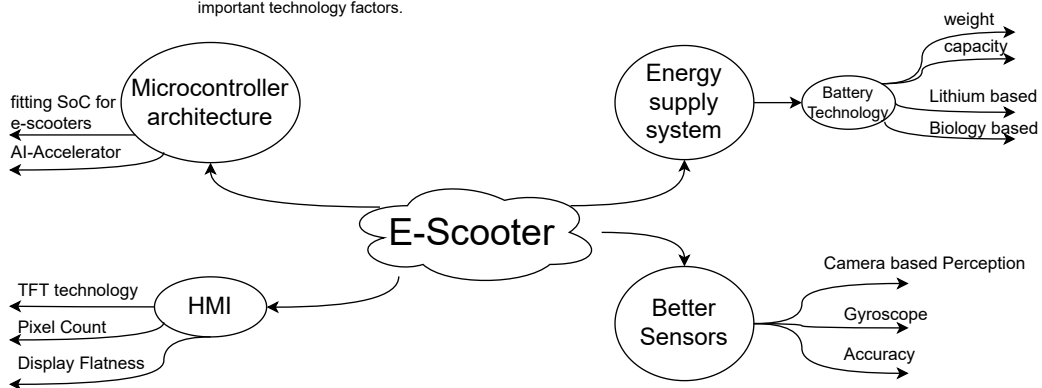 important technology factors.
Microcontroller
architecture
fitting SoC for
e-scooters
AI-Accelerator
Energy
supply
system
Battery
Technology
weight
capacity
Lithium based
Biology based
E-Scooter
HMI
TFT technology
Pixel Count
Display Flatness
Better
Sensors
Camera based Perception
Gyroscope
Accuracy